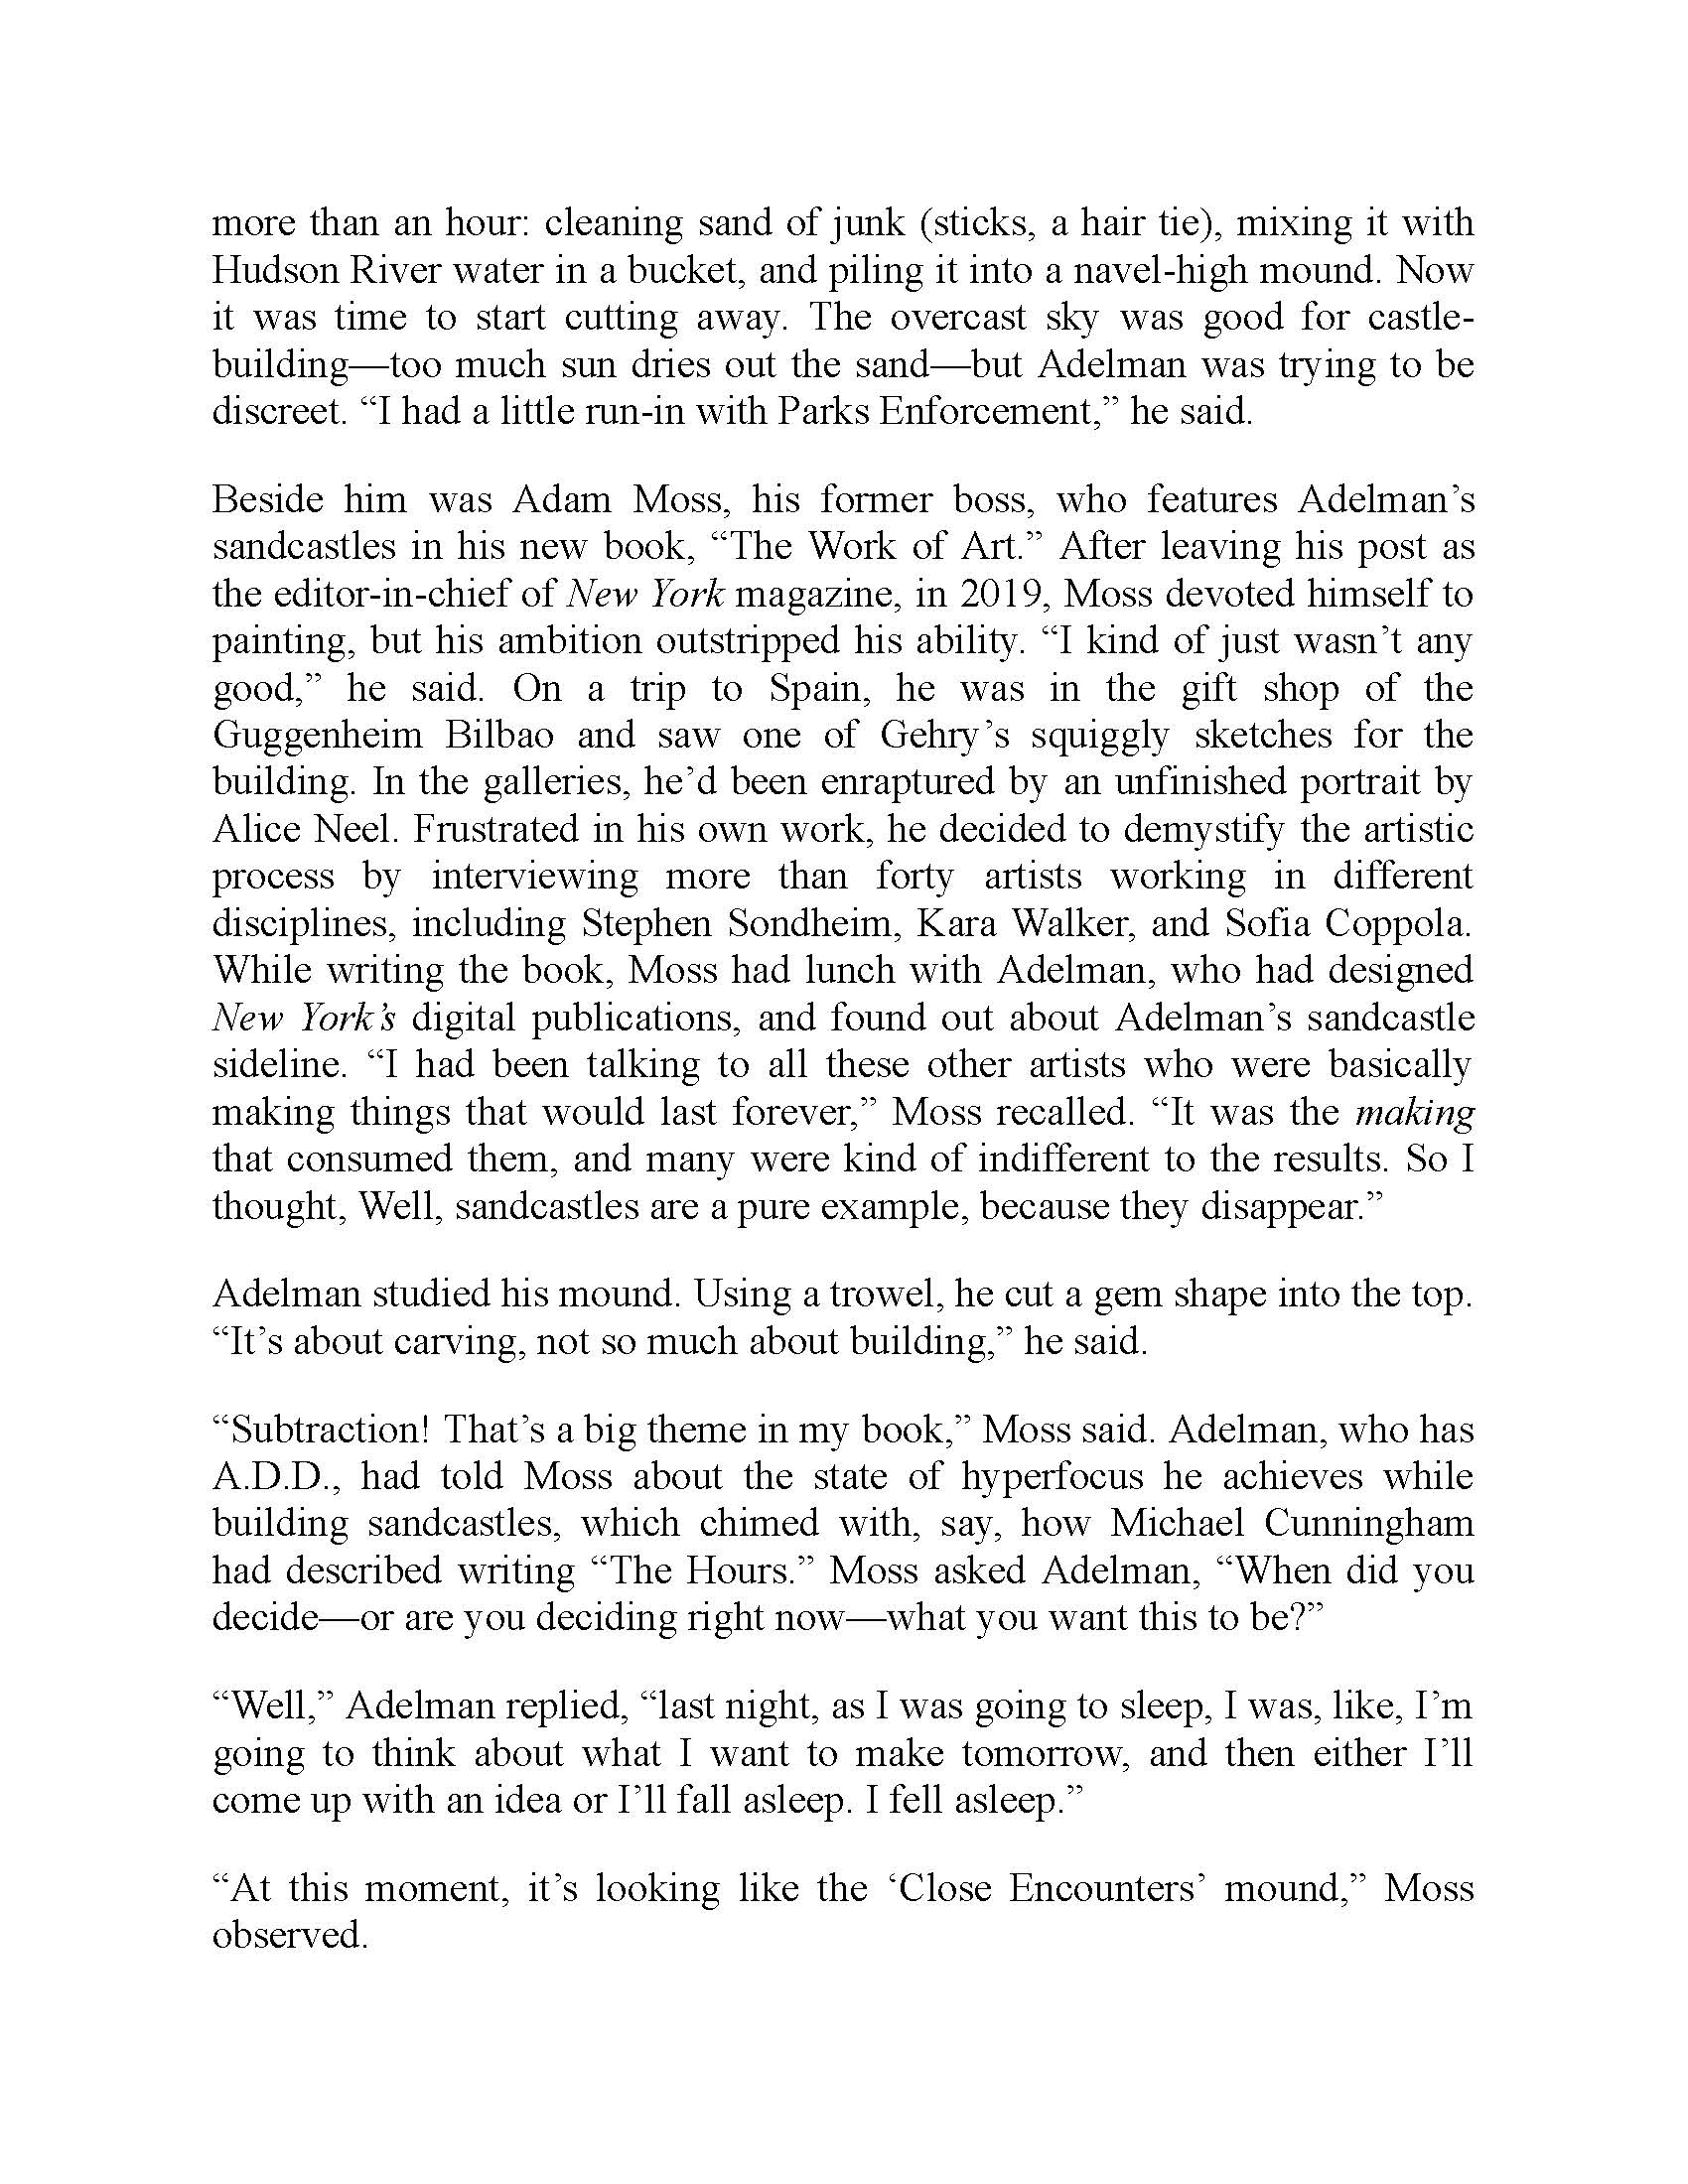 more than an hour: cleaning sand of junk (sticks, a hair tie), mixing it with
Hudson River water in a bucket, and piling it into a navel-high mound. Now
it was time to start cutting away. The overcast sky was good for castle-
building—too much sun dries out the sand—but Adelman was trying to be
discreet. “I had a little run-in with Parks Enforcement,” he said.
Beside him was Adam Moss, his former boss, who features Adelman’s
sandcastles in his new book, “The Work of Art.” After leaving his post as
the editor-in-chief of New York magazine, in 2019, Moss devoted himself to
painting, but his ambition outstripped his ability. “I kind of just wasn’t any
good,” he said. On a trip to Spain, he was in the gift shop of the
Guggenheim Bilbao and saw one of Gehry’s squiggly sketches for the
building. In the galleries, he’d been enraptured by an unfinished portrait by
Alice Neel. Frustrated in his own work, he decided to demystify the artistic
process by interviewing more than forty artists working in different
disciplines, including Stephen Sondheim, Kara Walker, and Sofia Coppola.
While writing the book, Moss had lunch with Adelman, who had designed
New York’s digital publications, and found out about Adelman’s sandcastle
sideline. “I had been talking to all these other artists who were basically
making things that would last forever,” Moss recalled. “It was the making
that consumed them, and many were kind of indifferent to the results. So I
thought, Well, sandcastles are a pure example, because they disappear.”
Adelman studied his mound. Using a trowel, he cut a gem shape into the top.
“It’s about carving, not so much about building,” he said.
“Subtraction! That’s a big theme in my book,” Moss said. Adelman, who has
A.D.D., had told Moss about the state of hyperfocus he achieves while
building sandcastles, which chimed with, say, how Michael Cunningham
had described writing “The Hours.” Moss asked Adelman, “When did you
decide—or are you deciding right now—what you want this to be?”
“Well,” Adelman replied, “last night, as I was going to sleep, I was, like, I’m
going to think about what I want to make tomorrow, and then either I’ll
come up with an idea or I’ll fall asleep. I fell asleep.”
“At this moment, it’s looking like the ‘Close Encounters’ mound,” Moss
observed.